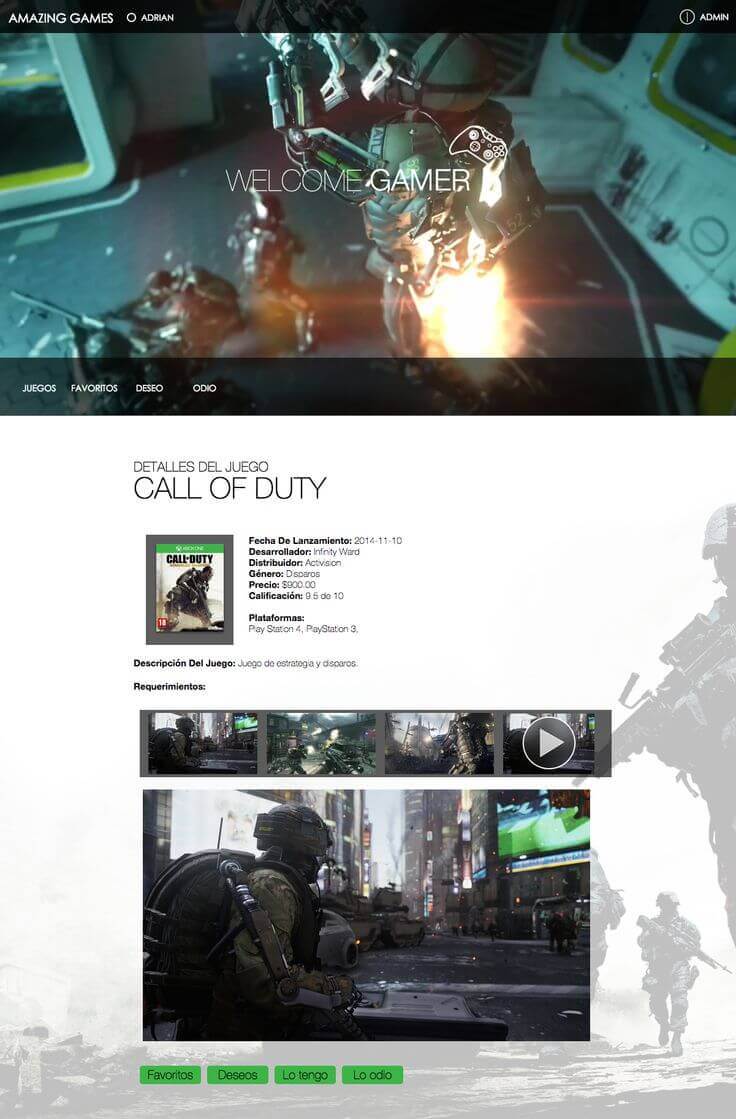 AMAZING GAMES
ADRIAN
ADMIN
WELCOME GAMER
JUEGOS
FAVORITOS
DESEO
ODIO
DETALLES DEL JUEGO
CALL OF DUTY
XBOX ONE
CALL OF DUTY
18
Fecha De Lanzamiento: 2014-11-10
Desarrollador: Infinity Ward
Distribuidor: Activision
Género: Disparos
Precio: $900.00
Calificación: 9.5 de 10
Plataformas:
Play Station 4, PlayStation 3,
Descripción Del Juego: Juego de estrategia y disparos.
Requerimientos:
Favoritos
Deseos
Lo tengo
Lo odio